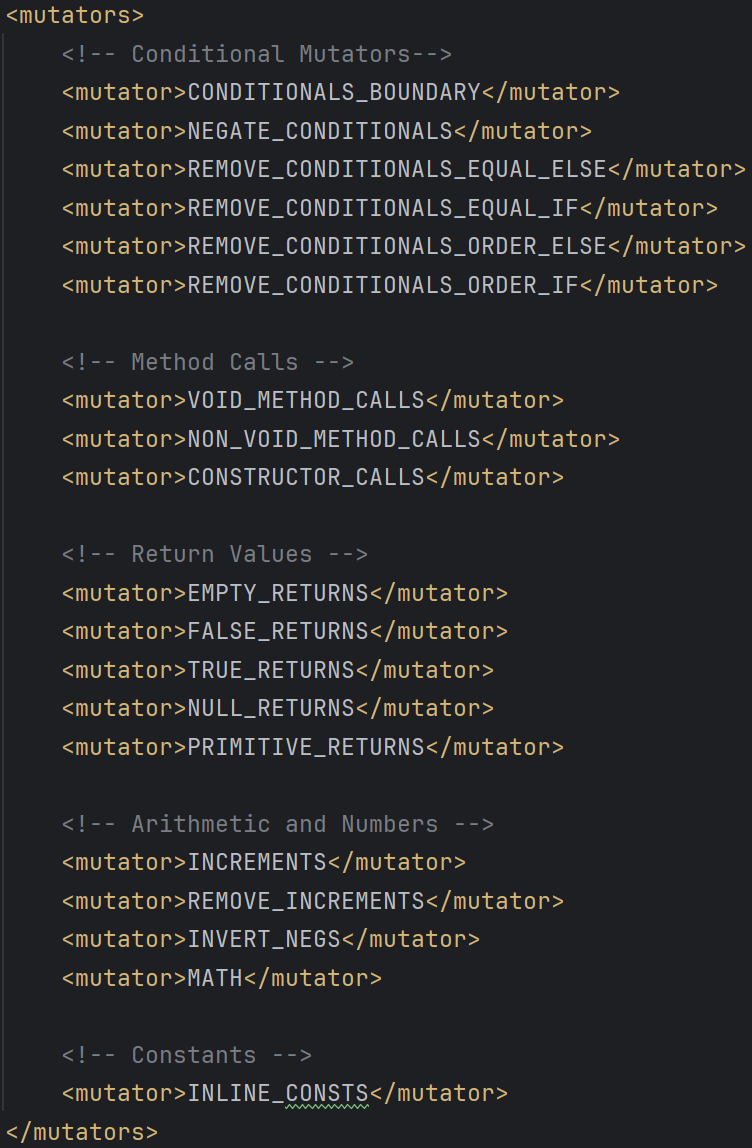 <mutators>
<!-- Conditional Mutators-->
<mutator>CONDITIONALS_BOUNDARY</mutator>
<mutator>NEGATE_CONDITIONALS</mutator>
<mutator>REMOVE_CONDITIONALS_EQUAL_ELSE</mutator>
<mutator>REMOVE_CONDITIONALS_EQUAL_IF</mutator>
<mutator>REMOVE_CONDITIONALS_ORDER_ELSE</mutator>
<mutator>REMOVE_CONDITIONALS_ORDER_IF</mutator>
<!-- Method Calls -->
<mutator>VOID_METHOD_CALLS</mutator>
<mutator>NON_VOID_METHOD_CALLS</mutator>
<mutator>CONSTRUCTOR_CALLS</mutator>
<!-- Return Values -->
<mutator>EMPTY_RETURNS</mutator>
<mutator>FALSE_RETURNS</mutator>
<mutator>TRUE_RETURNS</mutator>
<mutator>NULL_RETURNS</mutator>
<mutator>PRIMITIVE_RETURNS</mutator>
<!-- Arithmetic and Numbers -->
<mutator>INCREMENTS</mutator>
<mutator>REMOVE_INCREMENTS</mutator>
<mutator>INVERT_NEGS</mutator>
<mutator>MATH</mutator>
<!-- Constants -->
<mutator>INLINE_CONSTS</mutator>
</mutators>